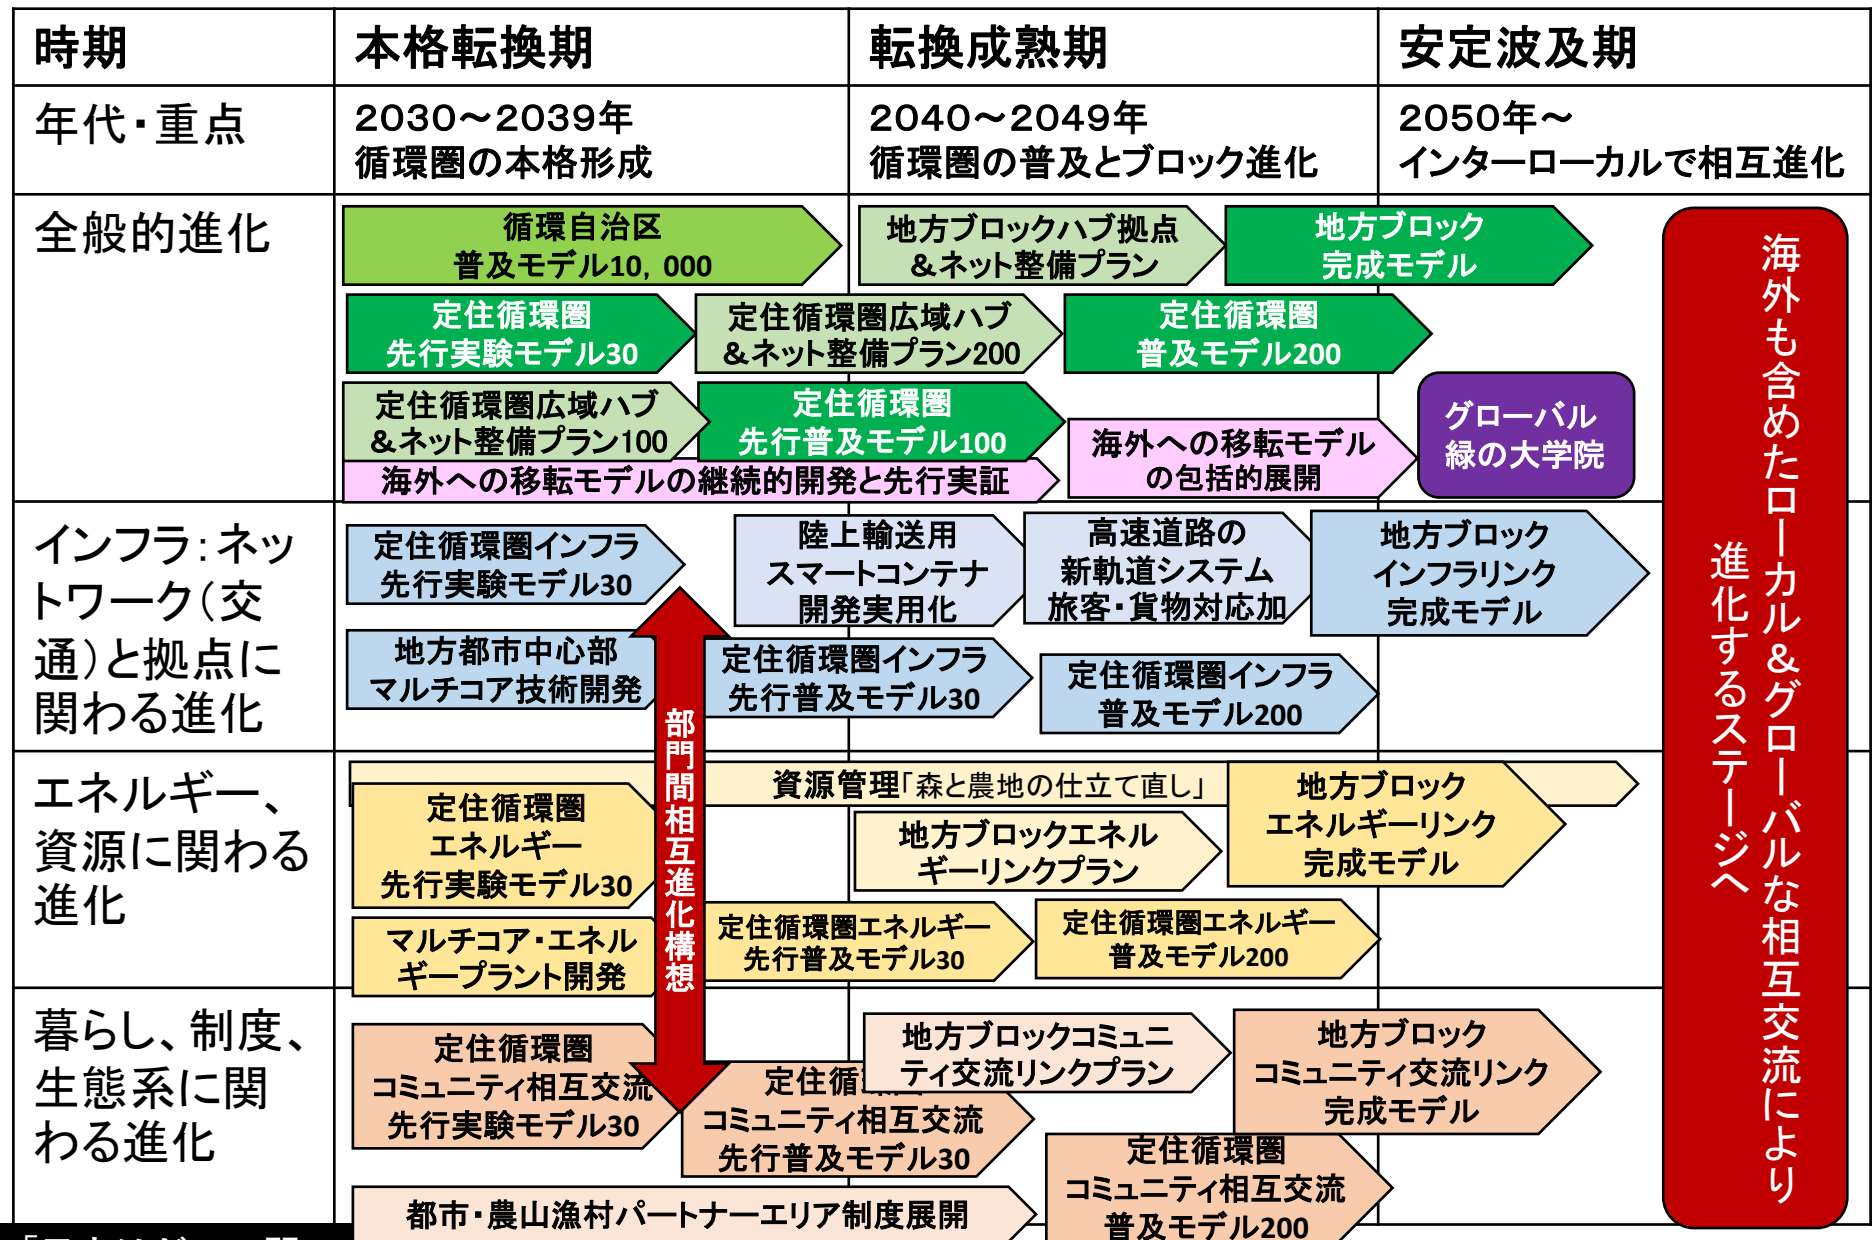 時期
本格転換期
転換成熟期
安定波及期
年代・重点
2030～2039年
循環圏の本格形成
2040～2049年
循環圏の普及とブロック進化
2050年～
インターローカルで相互進化
全般的進化
循環自治区
普及モデル10，000
地方ブロックハブ拠点
＆ネット整備プラン
地方ブロック
完成モデル
定住循環圏
先行実験モデル30
定住循環圏広域ハブ
＆ネット整備プラン200
定住循環圏
普及モデル200
定住循環圏広域ハブ
＆ネット整備プラン100
定住循環圏
先行普及モデル100
海外への移転モデルの継続的開発と先行実証
海外への移転モデル
の包括的展開
グローバル
緑の大学院
インフラ：ネッ
トワーク（交
通）と拠点に
関わる進化
定住循環圏インフラ
先行実験モデル30
陸上輸送用
スマートコンテナ
開発実用化
高速道路の
新軌道システム
旅客・貨物対応加
地方ブロック
インフラリンク
完成モデル
地方都市中心部
マルチコア技術開発
定住循環圏インフラ
先行普及モデル30
定住循環圏インフラ
普及モデル200
エネルギー、
資源に関わる
進化
資源管理「森と農地の仕立て直し」
定住循環圏
エネルギー
先行実験モデル30
地方ブロックエネル
ギーリンクプラン
地方ブロック
エネルギーリンク
完成モデル
マルチコア・エネル
ギープラント開発
定住循環圏エネルギー
先行普及モデル30
定住循環圏エネルギー
普及モデル200
暮らし、制度、
生態系に関
わる進化
定住循環圏
コミュニティ相互交流
先行実験モデル30
定住循
コミュニティ相互交流
先行普及モデル30
地方ブロックコミュニ
ティ交流リンクプラン
地方ブロック
コミュニティ交流リンク
完成モデル
定住循環圏
コミュニティ相互交流
普及モデル200
都市・農山漁村パートナーエリア制度展開
部門間相互進化構想
海外も含めたローカル＆グローバルな相互交流により
進化するステージへ